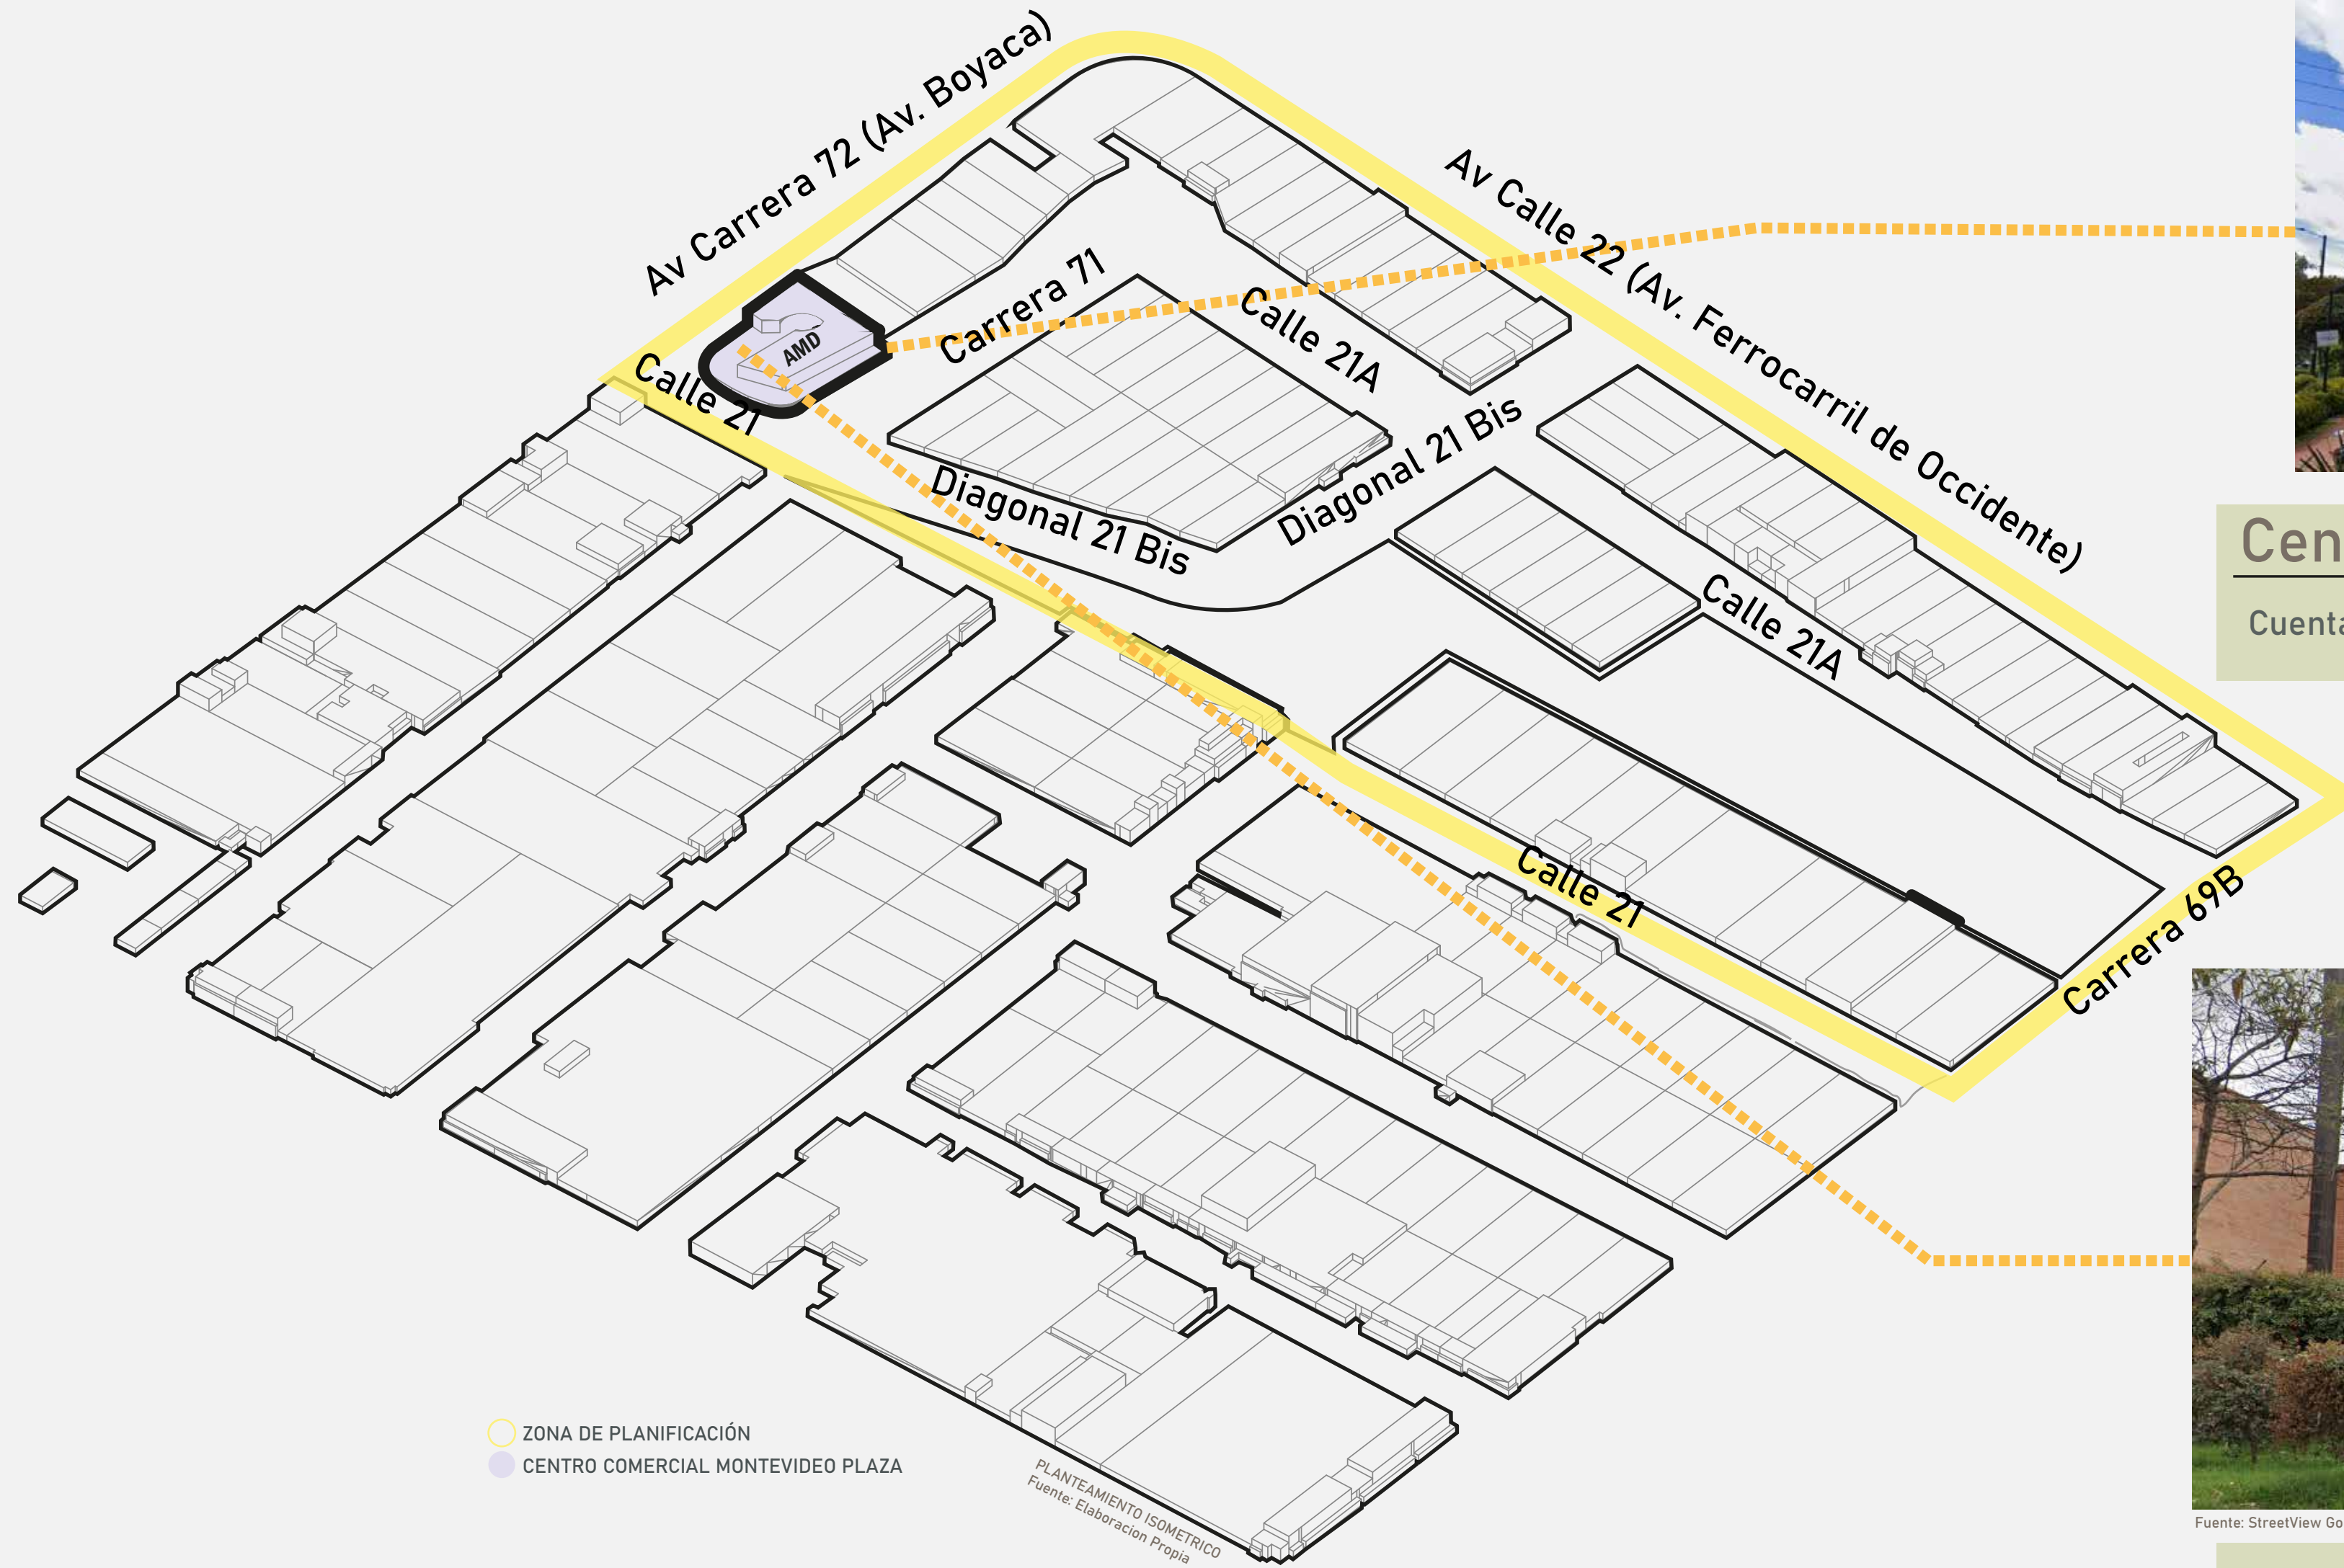 Av Carrera 72 (Av. Boyaca)
Av Calle 22 (Av. Ferrocarril de Occidente)
Carrera 71
Calle 21A
AMD
Calle 21
Diagonal 21 Bis
Diagonal 21 Bis
Cen
Cuenta
Calle 21A
Calle 21
Carrera 69B
ZONA DE PLANIFICACIÓN
CENTRO COMERCIAL MONTEVIDEO PLAZA
PLANTEAMIENTO ISOMETRICO
Fuente: Elaboracion Propia
Fuente: StreetView Go